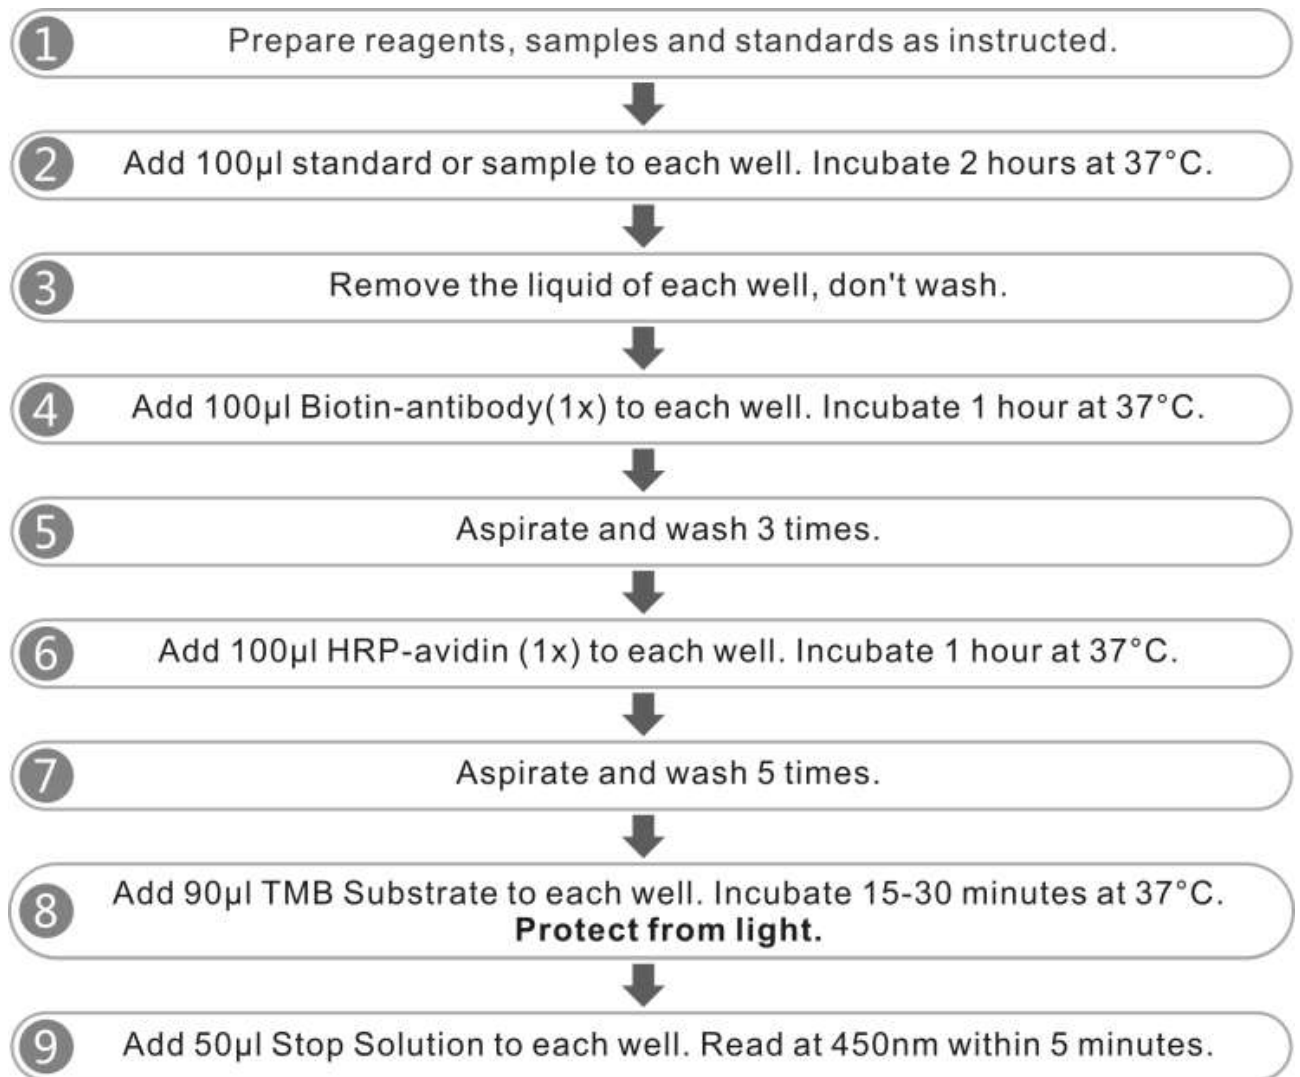 1 Prepare reagents, samples and standards as instructed.
2 Add 100µl standard or sample to each well. Incubate 2 hours at 37°C.
3 Remove the liquid of each well, don't wash.
4 Add 100µl Biotin-antibody(1x) to each well. Incubate 1 hour at 37°C.
5 Aspirate and wash 3 times.
6 Add 100µl HRP-avidin (1x) to each well. Incubate 1 hour at 37°C.
7 Aspirate and wash 5 times.
8 Add 90µl TMB Substrate to each well. Incubate 15-30 minutes at 37°C.
Protect from light.
9 Add 50µl Stop Solution to each well. Read at 450nm within 5 minutes.